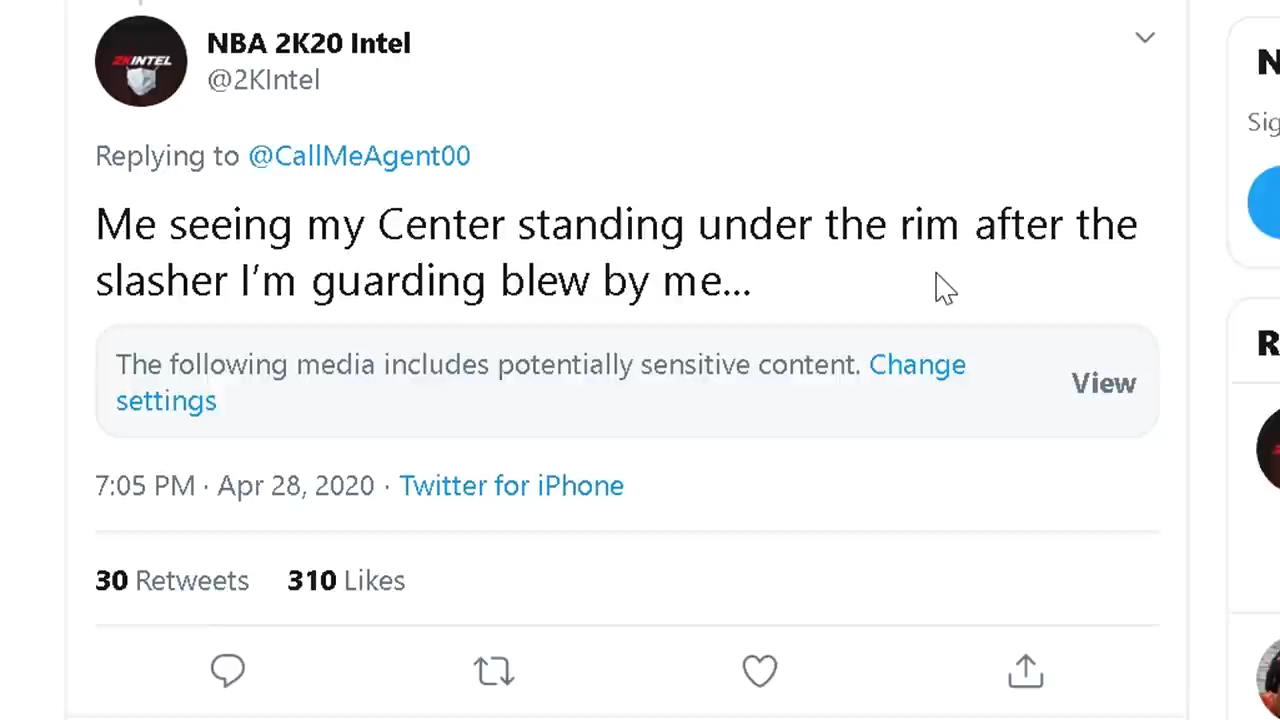 NBA 2K20 Intel
@2KIntel
2KINTEL
Replying to @CallMeAgent00
Me seeing my Center standing under the rim after the
slasher I’m guarding blew by me...
The following media includes potentially sensitive content. Change
settings
View
7:05 PM · Apr 28, 2020 · Twitter for iPhone
30 Retweets 310 Likes
N
Sig
R